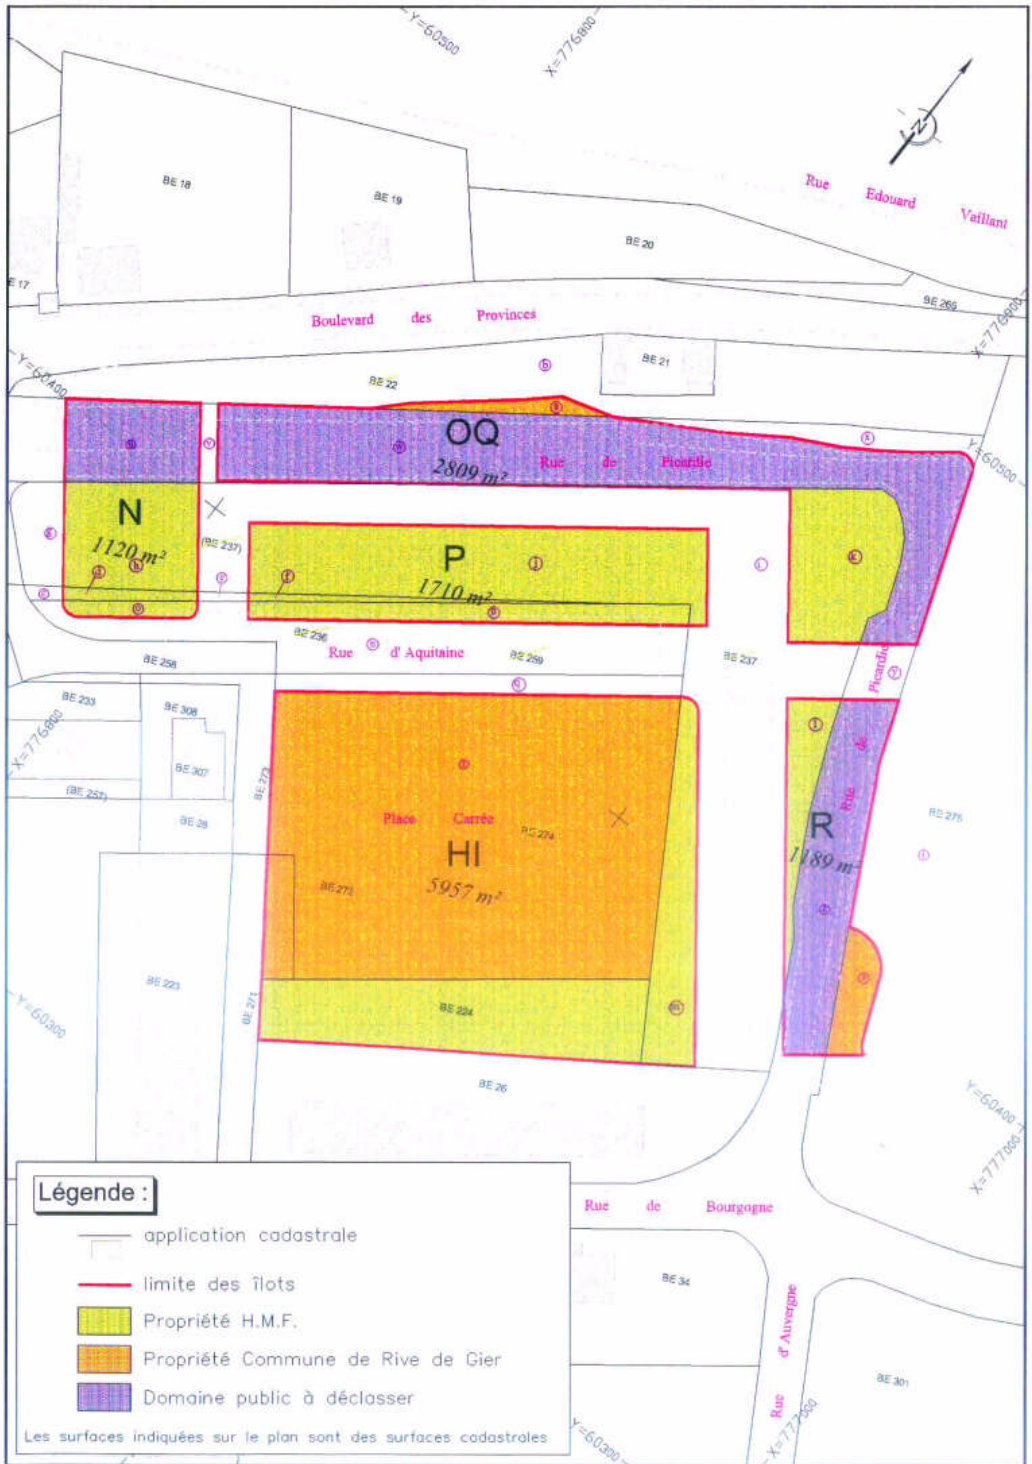 Y=60500
X=776800
N
Rue Edouard Vaillant
BE 18
BE 19
BE 20
E 17
BE 265
Boulevard des Provinces
X=776900
Y=60400
BE 22
b
BE 21
OQ
2809 m²
Rue de Picardie
Y=60500
N
1120 m²
h
(BE 237)
P
1710 m²
f
j
k
BE 236
Rue d'Aquitaine
BE 259
BE 237
BE 258
Picardie
de
Rue
BE 233
BE 308
X=776800
BE 307
(BE 257)
BE 28
BE 273
Place Carrée
BE 274
HI
5957 m²
BE 272
R
1189 m²
BE 275
BE 223
BE 271
BE 224
m
Y=60300
BE 26
Y=60400
X=777000
Rue de Bourgogne
BE 34
Rue d'Auvergne
BE 301
Y=60300
X=777000
Légende :
application cadastrale
limite des îlots
Propriété H.M.F.
Propriété Commune de Rive de Gier
Domaine public à déclasser
Les surfaces indiquées sur le plan sont des surfaces cadastrales